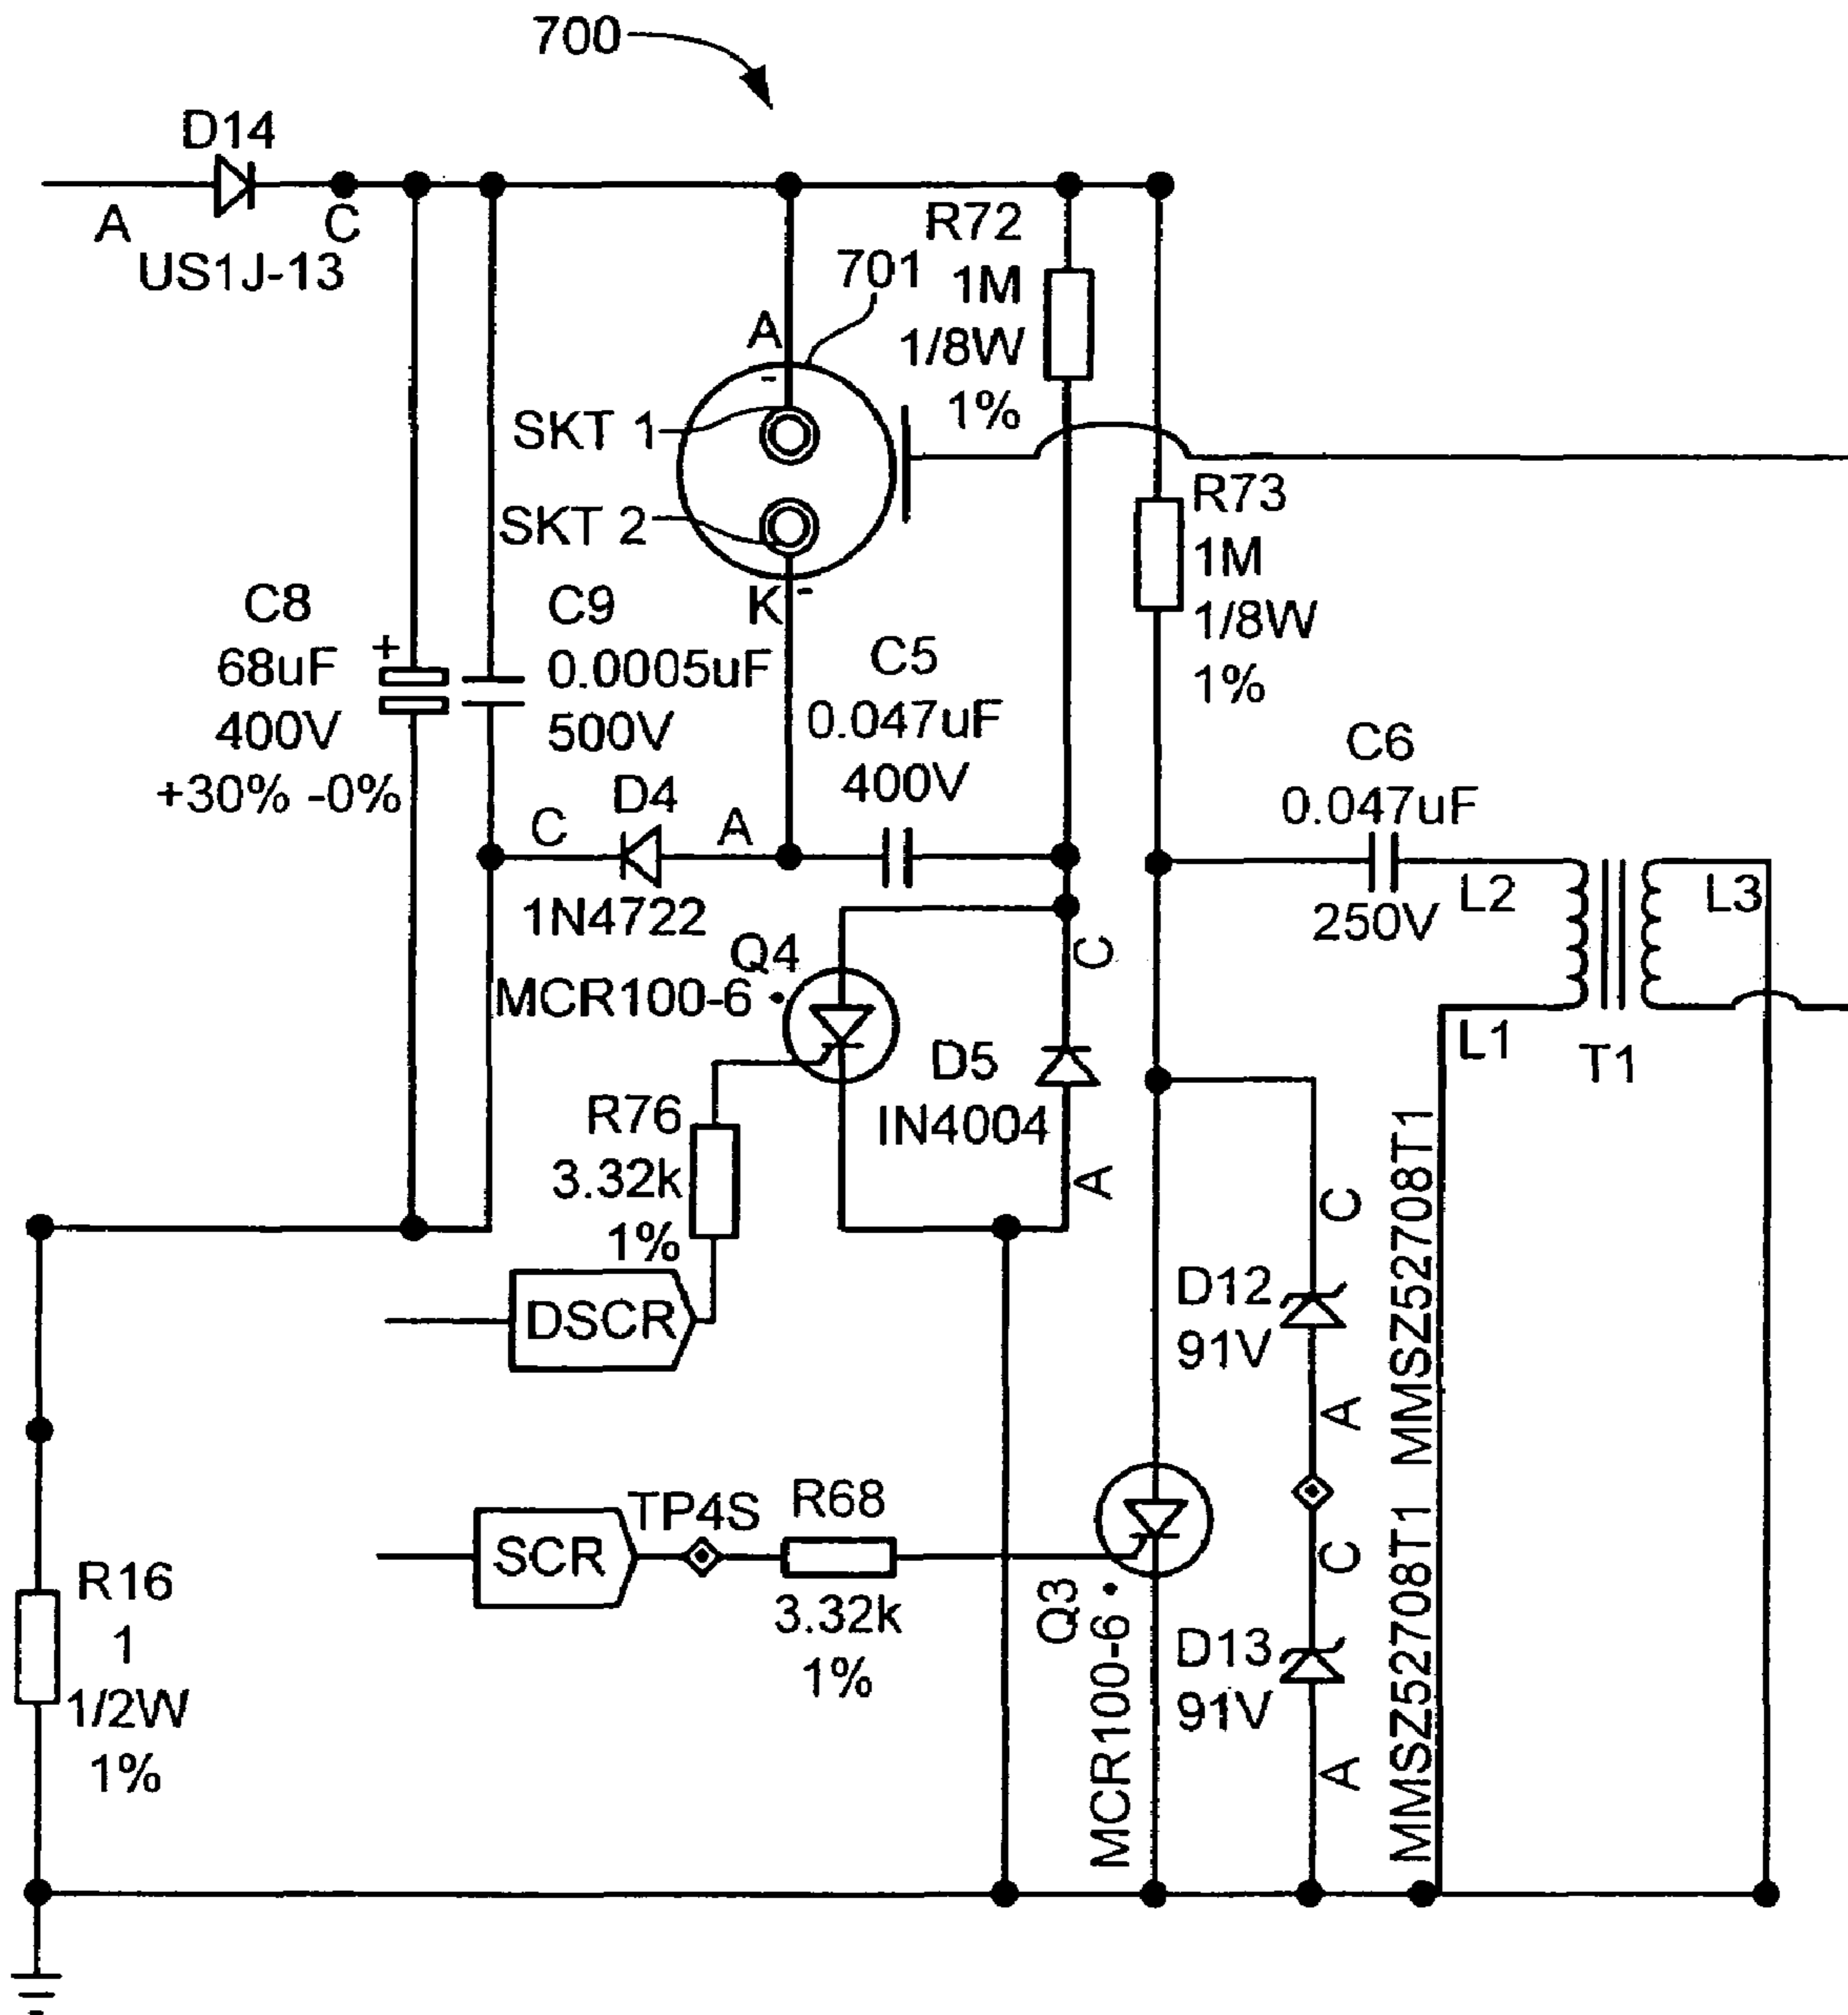 700
D14
A
C
US1J-13
R72
1M
1/8W
1%
701
A
-
SKT 1
SKT 2
K
-
R73
1M
1/8W
1%
C8
68uF
400V
+30% -0%
+
C9
0.0005uF
500V
C5
0.047uF
400V
C6
0.047uF
250V
C
D4
A
1N4722
L2
L3
L1
T1
Q4
MCR100-6
C
D5
IN4004
A
R76
3.32k
1%
DSCR
C
D12
91V
A
MMSZ52708T1
SCR
TP4S
R68
3.32k
1%
Q3
MCR100-6
C
D13
91V
A
MMSZ52708T1
R16
1
1/2W
1%